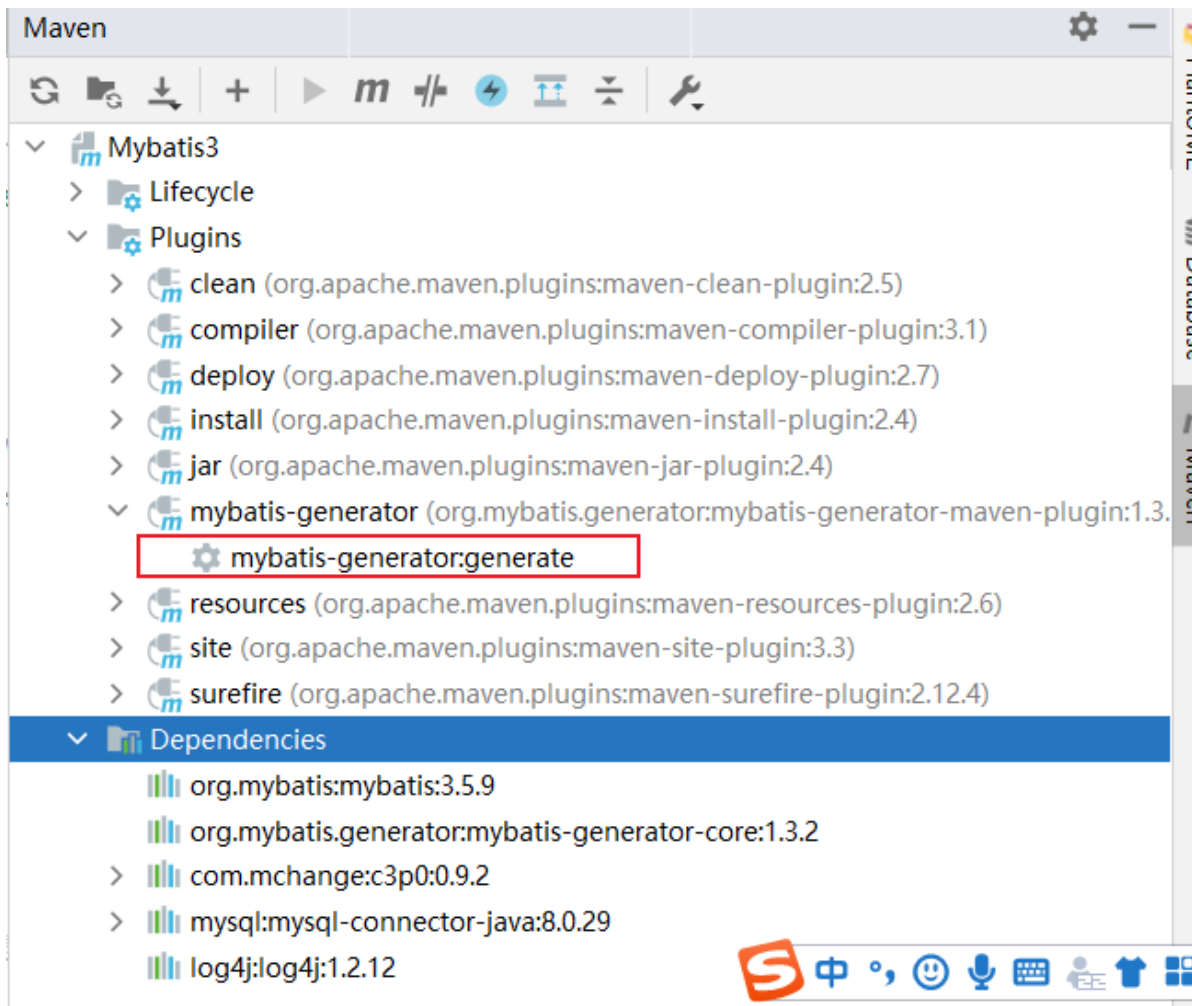 Maven
Mybatis3
Lifecycle
Plugins
clean (org.apache.maven.plugins:maven-clean-plugin:2.5)
compiler (org.apache.maven.plugins:maven-compiler-plugin:3.1)
deploy (org.apache.maven.plugins:maven-deploy-plugin:2.7)
install (org.apache.maven.plugins:maven-install-plugin:2.4)
jar (org.apache.maven.plugins:maven-jar-plugin:2.4)
mybatis-generator (org.mybatis.generator:mybatis-generator-maven-plugin:1.3.
mybatis-generator:generate
resources (org.apache.maven.plugins:maven-resources-plugin:2.6)
site (org.apache.maven.plugins:maven-site-plugin:3.3)
surefire (org.apache.maven.plugins:maven-surefire-plugin:2.12.4)
Dependencies
org.mybatis:mybatis:3.5.9
org.mybatis.generator:mybatis-generator-core:1.3.2
com.mchange:c3p0:0.9.2
mysql:mysql-connector-java:8.0.29
log4j:log4j:1.2.12
Database
Maven
中